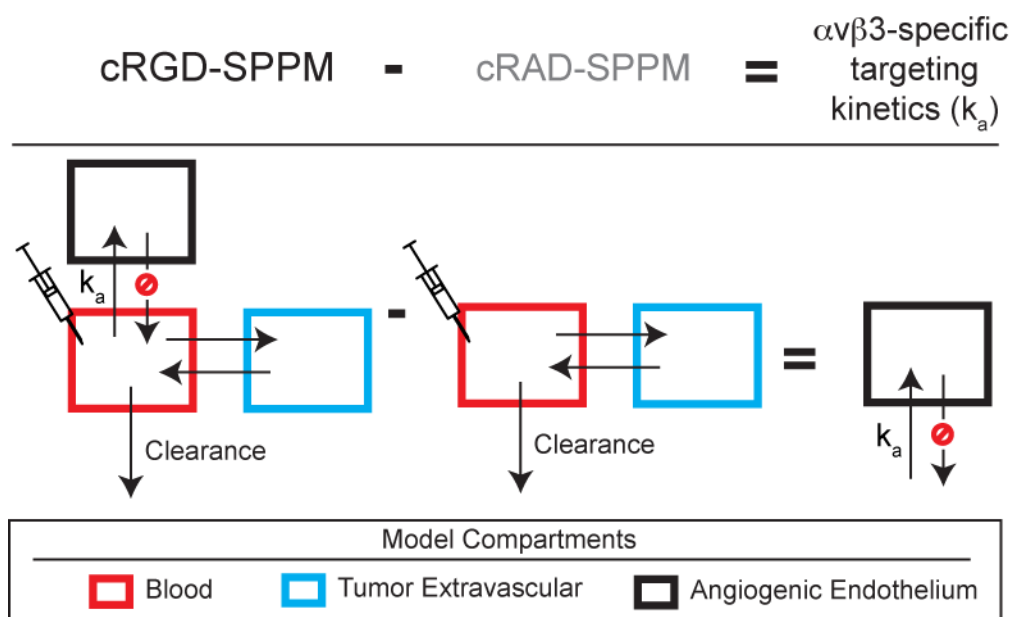 cRGD-SPPM - cRAD-SPPM = αvβ3-specific
targeting
kinetics (ka)
ka
-
=
Clearance
Clearance
ka
Model Compartments
Blood
Tumor Extravascular
Angiogenic Endothelium